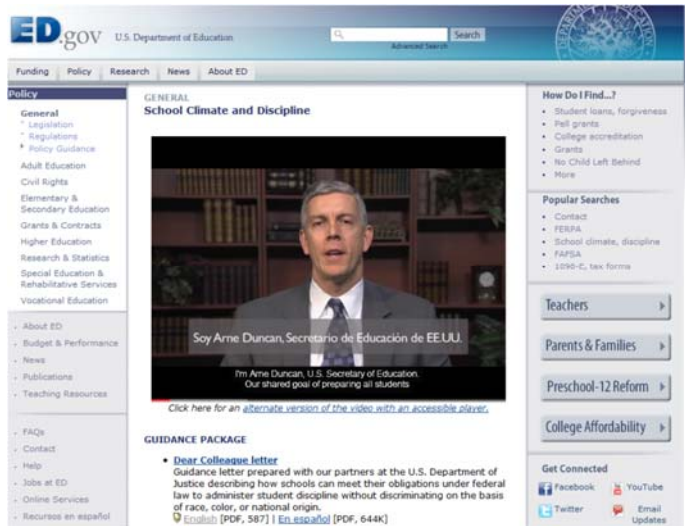 ED.gov U.S. Department of Education
Search
Advanced Search
Funding Policy Research News About ED
Policy
General
Legislation
Regulations
Policy Guidance
Adult Education
Civil Rights
Elementary &
Secondary Education
Grants & Contracts
Higher Education
Research & Statistics
Special Education &
Rehabilitative Services
Vocational Education
About ED
Budget & Performance
News
Publications
Teaching Resources
FAQs
Contact
Help
Jobs at ED
Online Services
Recursos en español
GENERAL
School Climate and Discipline
Soy Arne Duncan, Secretario de Educación de EE.UU.
I'm Arne Duncan, U.S. Secretary of Education.
Our shared goal of preparing all students
Click here for an alternate version of the video with an accessible player.
GUIDANCE PACKAGE
Dear Colleague letter
Guidance letter prepared with our partners at the U.S. Department of
Justice describing how schools can meet their obligations under federal
law to administer student discipline without discriminating on the basis
of race, color, or national origin.
English [PDF, 587] | En español [PDF, 644K]
How Do I Find...?
Student loans, forgiveness
Pell grants
College accreditation
Grants
No Child Left Behind
More
Popular Searches
Contact
FERPA
School climate, discipline
FAFSA
1098-E, tax forms
Teachers
Parents & Families
Preschool-12 Reform
College Affordability
Get Connected
Facebook YouTube
Twitter Email
Updates